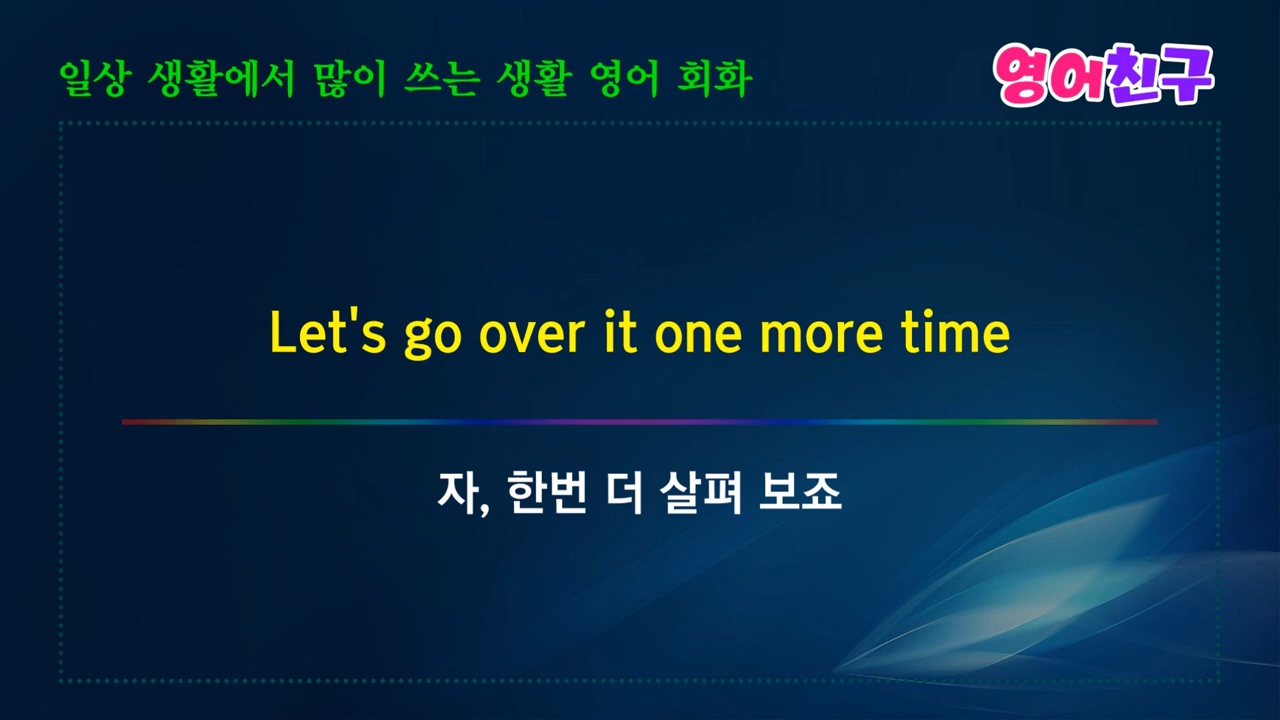 일상 생활에서 많이 쓰는 생활 영어 회화
영어친구
Let's go over it one more time
자, 한번 더 살펴 보죠